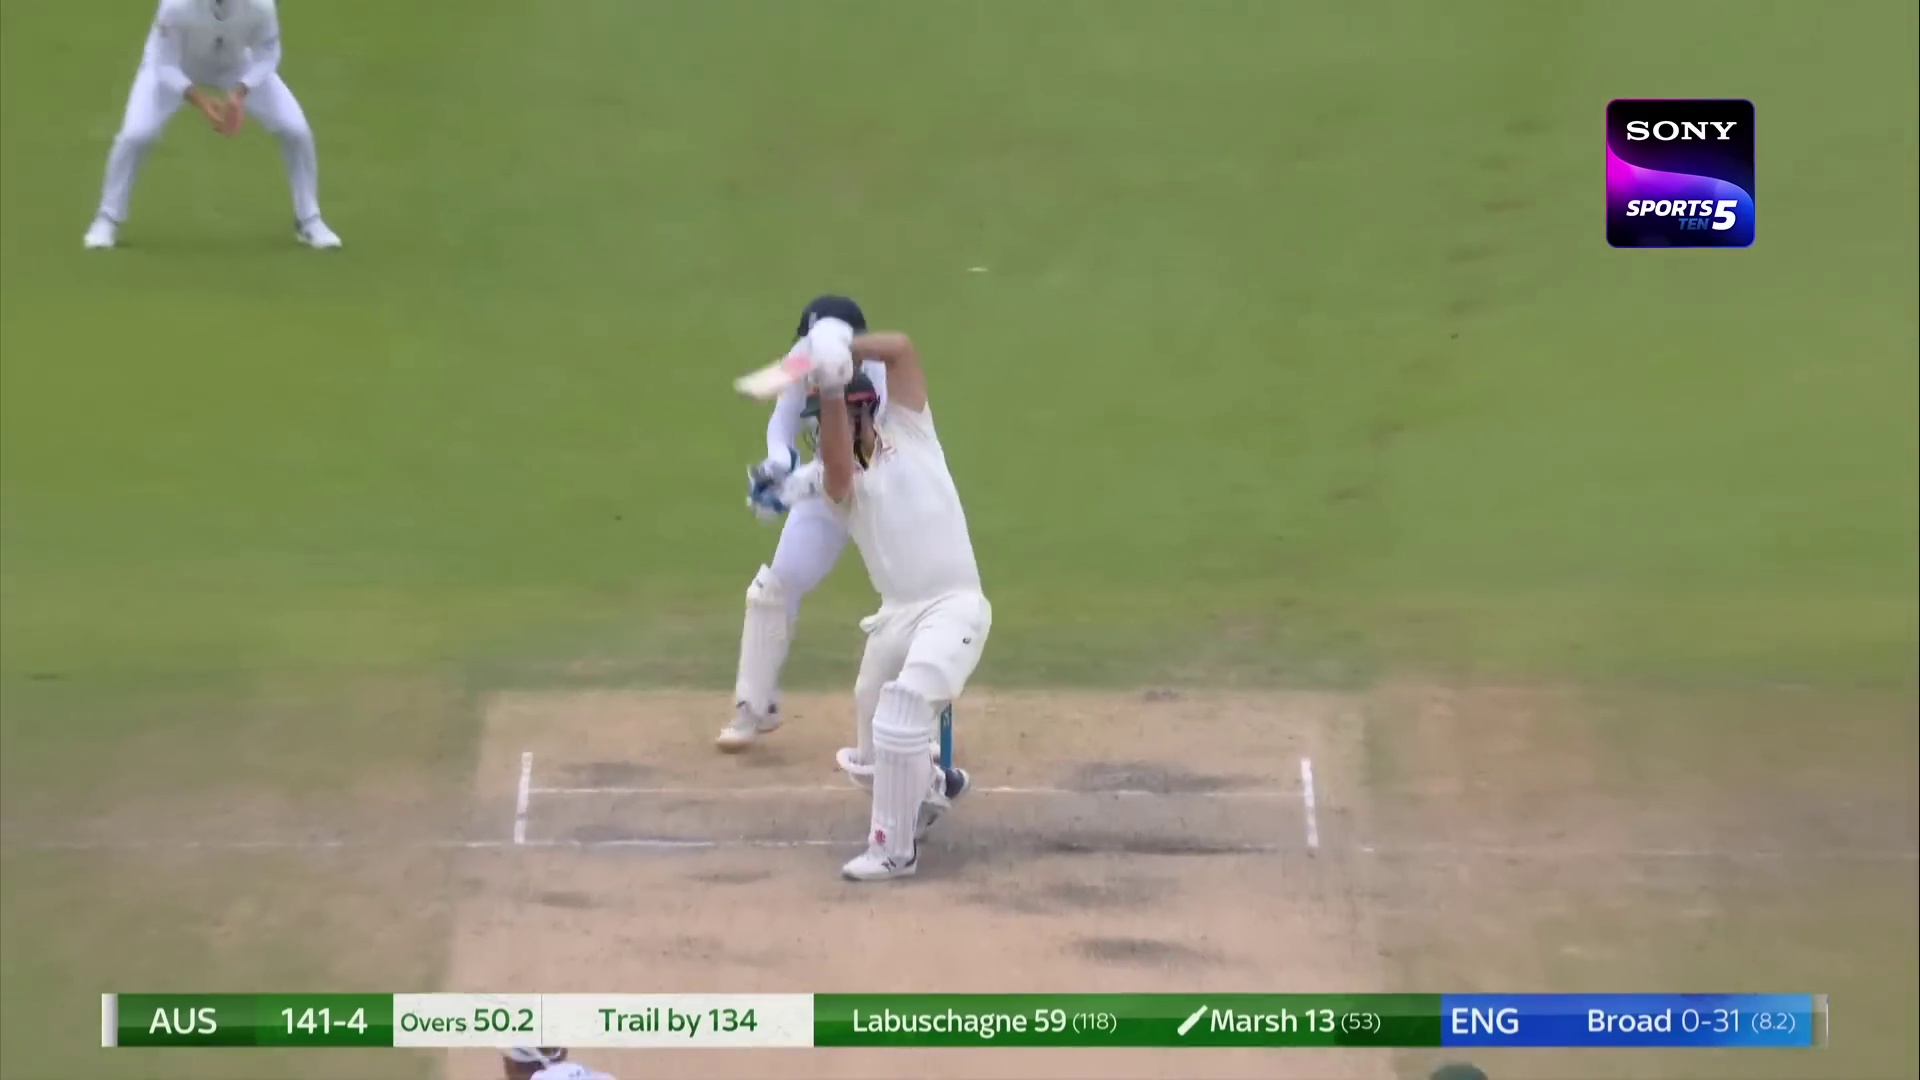 SONY
SPORTS
TEN 5
AUS 141-4 Overs 50.2 Trail by 134 Labuschagne 59 (118) Marsh 13 (53) ENG Broad 0-31 (8.2)